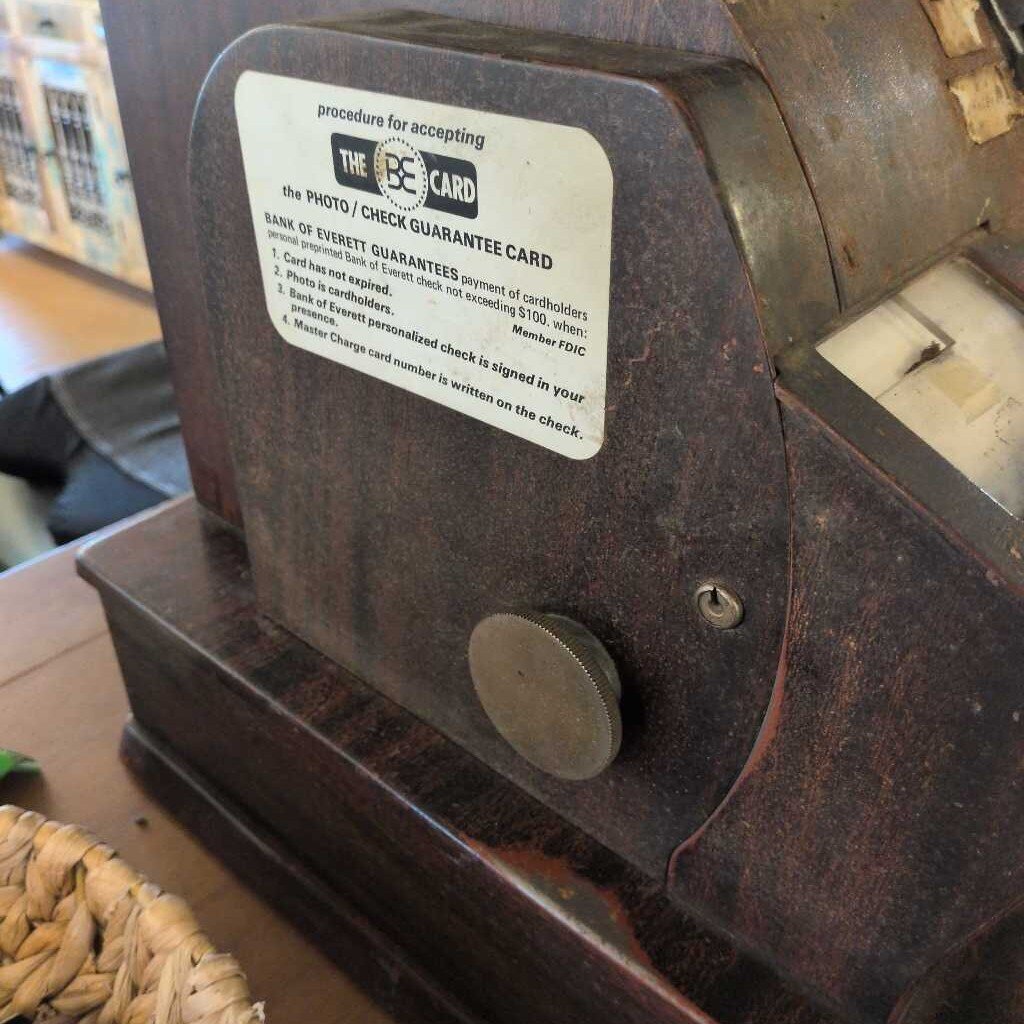 procedure for accepting
THE BE CARD
the PHOTO / CHECK GUARANTEE CARD
BANK OF EVERETT GUARANTEES payment of cardholders
personal preprinted Bank of Everett check not exceeding $100. when:
1. Card has not expired.
Member FDIC
2. Photo is cardholders.
3. Bank of Everett personalized check is signed in your
presence.
4. Master Charge card number is written on the check.